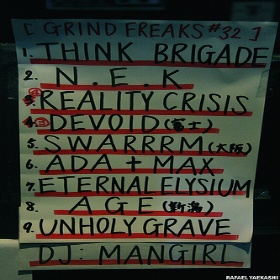 [ GRIND FREAKS #32 ]
1. THINK BRIGADE
2. N.E.K
3. REALITY CRISIS
4. DEVOID (富士)
5. SWARRRM (大阪)
6. ADA + MAX
7. ETERNAL ELYSIUM
8. AGE (新潟)
9. UNHOLY GRAVE
DJ: MANGIRL
RAFAEL YAEKASHI